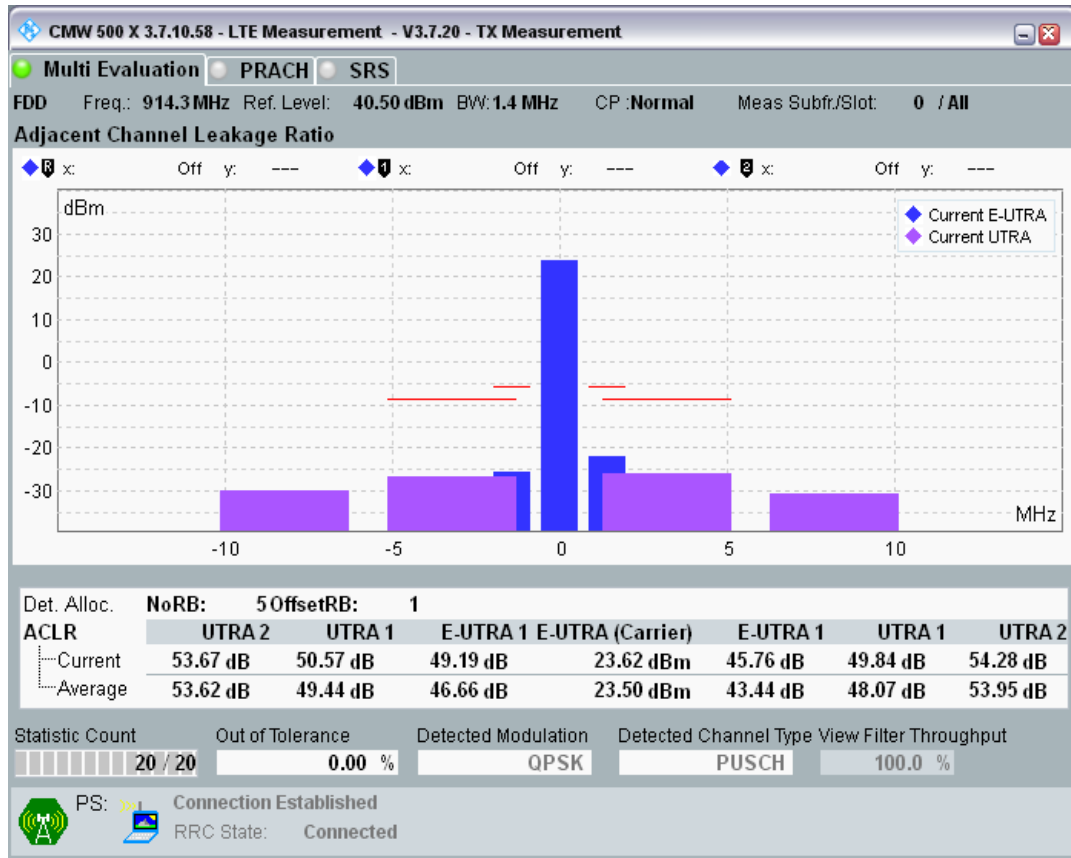 CMW 500 X 3.7.10.58 - LTE Measurement - V3.7.20 - TX Measurement
Multi Evaluation PRACH SRS
FDD Freq.: 914.3 MHz Ref. Level: 40.50 dBm BW: 1.4 MHz CP :Normal Meas Subfr./Slot: 0 / All
Adjacent Channel Leakage Ratio
R x: Off y: --- 1 x: Off y: --- 2 x: Off y: ---
dBm
Current E-UTRA
Current UTRA
30
20
10
0
-10
-20
-30
MHz
-10 -5 0 5 10
Det. Alloc. NoRB: 5 OffsetRB: 1
ACLR UTRA 2 UTRA 1 E-UTRA 1 E-UTRA (Carrier) E-UTRA 1 UTRA 1 UTRA 2
Current 53.67 dB 50.57 dB 49.19 dB 23.62 dBm 45.76 dB 49.84 dB 54.28 dB
Average 53.62 dB 49.44 dB 46.66 dB 23.50 dBm 43.44 dB 48.07 dB 53.95 dB
Statistic Count Out of Tolerance Detected Modulation Detected Channel Type View Filter Throughput
20 / 20 0.00 % QPSK PUSCH 100.0 %
PS: Connection Established
RRC State: Connected